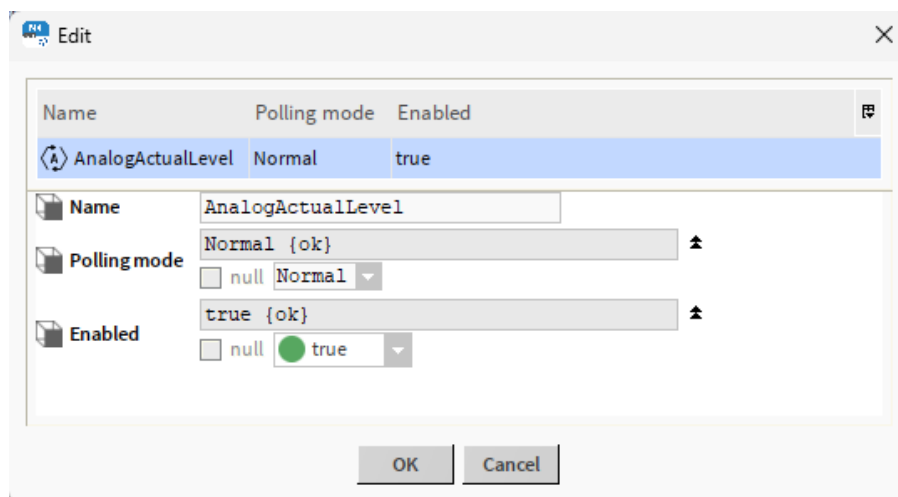 N4
Edit
Name Polling mode Enabled
AnalogActualLevel Normal true
Name AnalogActualLevel
Normal {ok}
Polling mode
null Normal
true {ok}
Enabled
null true
OK Cancel